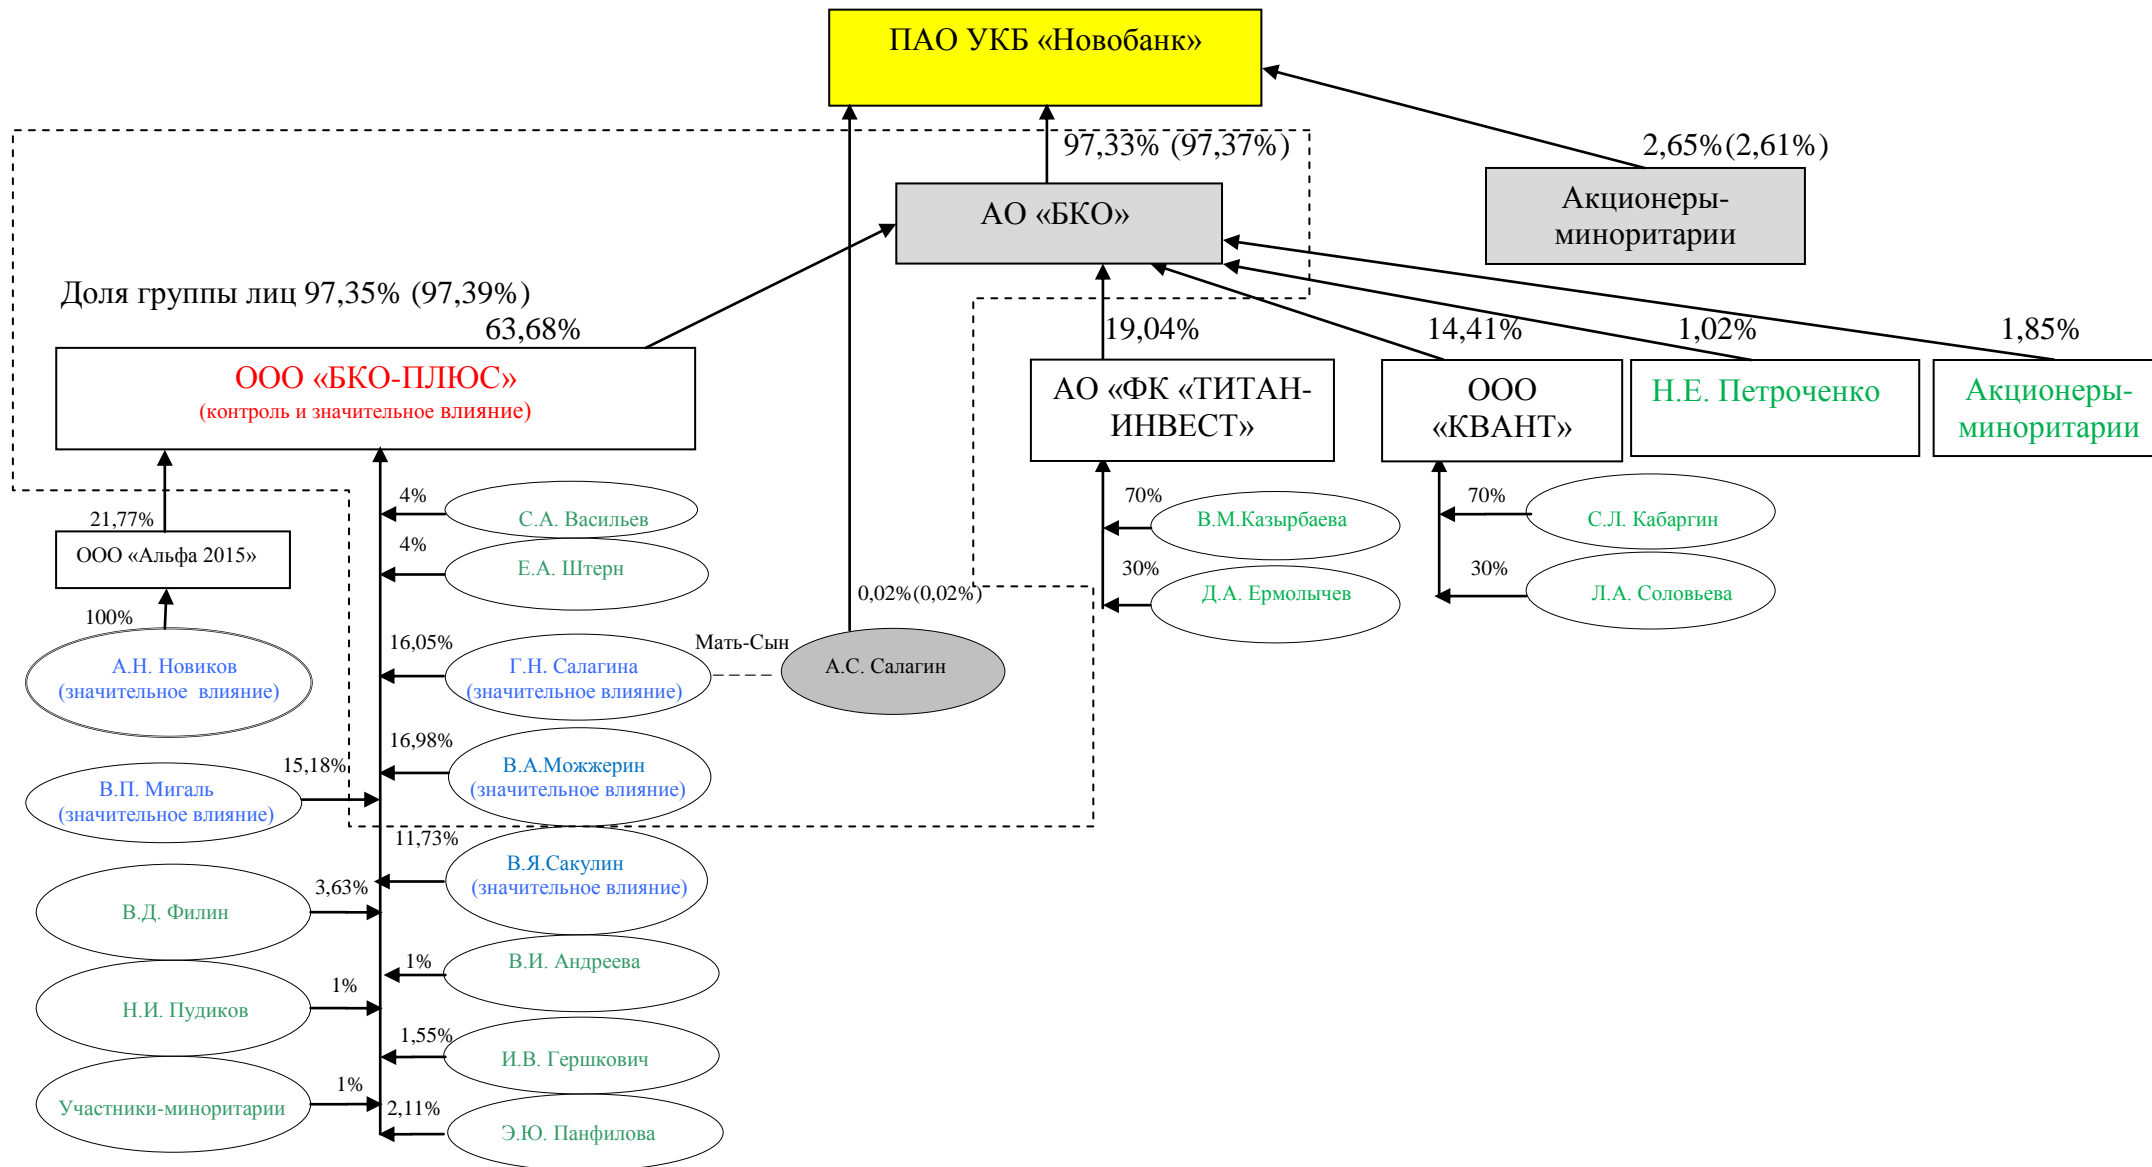 ПАО УКБ «Новобанк»
97,33% (97,37%)
2,65%(2,61%)
АО «БКО»
Акционеры-
миноритарии
Доля группы лиц 97,35% (97,39%)
63,68%
19,04%
14,41%
1,02%
1,85%
ООО «БКО-ПЛЮС»
(контроль и значительное влияние)
АО «ФК «ТИТАН-
ИНВЕСТ»
ООО
«КВАНТ»
Н.Е. Петроченко
Акционеры-
миноритарии
21,77%
ООО «Альфа 2015»
100%
А.Н. Новиков
(значительное влияние)
4%
С.А. Васильев
4%
Е.А. Штерн
16,05%
Г.Н. Салагина
(значительное влияние)
Мать-Сын
0,02%(0,02%)
А.С. Салагин
70%
В.М.Казырбаева
30%
Д.А. Ермолычев
70%
С.Л. Кабаргин
30%
Л.А. Соловьева
16,98%
В.А.Можжерин
(значительное влияние)
15,18%
В.П. Мигаль
(значительное влияние)
11,73%
В.Я.Сакулин
(значительное влияние)
3,63%
В.Д. Филин
1%
В.И. Андреева
1%
Н.И. Пудиков
1,55%
И.В. Гершкович
1%
Участники-миноритарии
2,11%
Э.Ю. Панфилова